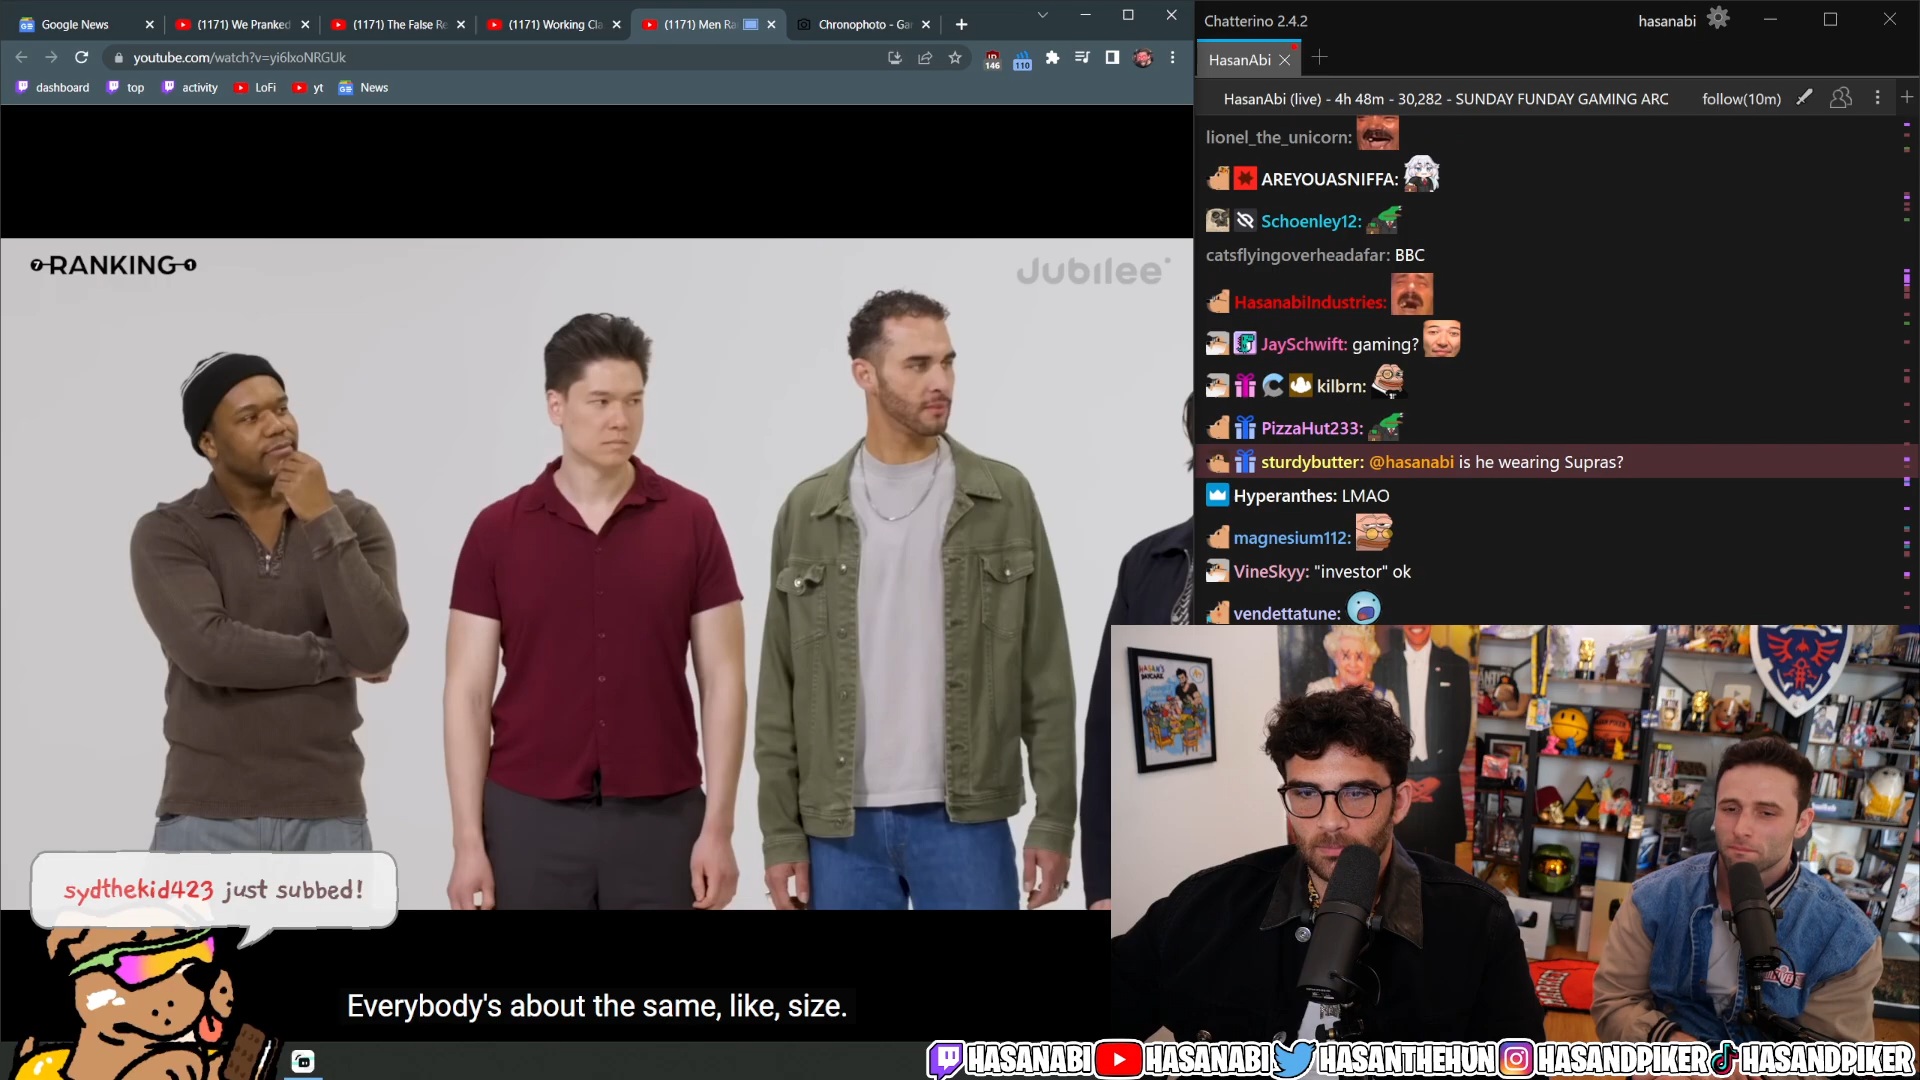 Google News
(1171) We Pranked
(1171) The False Re
(1171) Working Cla
(1171) Men Ra
Chronophoto - Ga
youtube.com/watch?v=yi6lxoNRGUk
146
110
dashboard
top
activity
LoFi
yt
News
7 RANKING 1
Jubilee
sydthekid423 just subbed!
Everybody's about the same, like, size.
Chatterino 2.4.2
hasanabi
HasanAbi
HasanAbi (live) - 4h 48m - 30,282 - SUNDAY FUNDAY GAMING ARC
follow(10m)
lionel_the_unicorn:
AREYOUASNIFFA:
Schoenley12:
catsflyingoverheadafar: BBC
HasanabiIndustries:
JaySchwift: gaming?
kilbrn:
PizzaHut233:
sturdybutter: @hasanabi is he wearing Supras?
Hyperanthes: LMAO
magnesium112:
VineSkyy: "investor" ok
vendettatune:
HASANABI
HASANABI
HASANTHEHUN
HASANDPIKER
HASANDPIKER